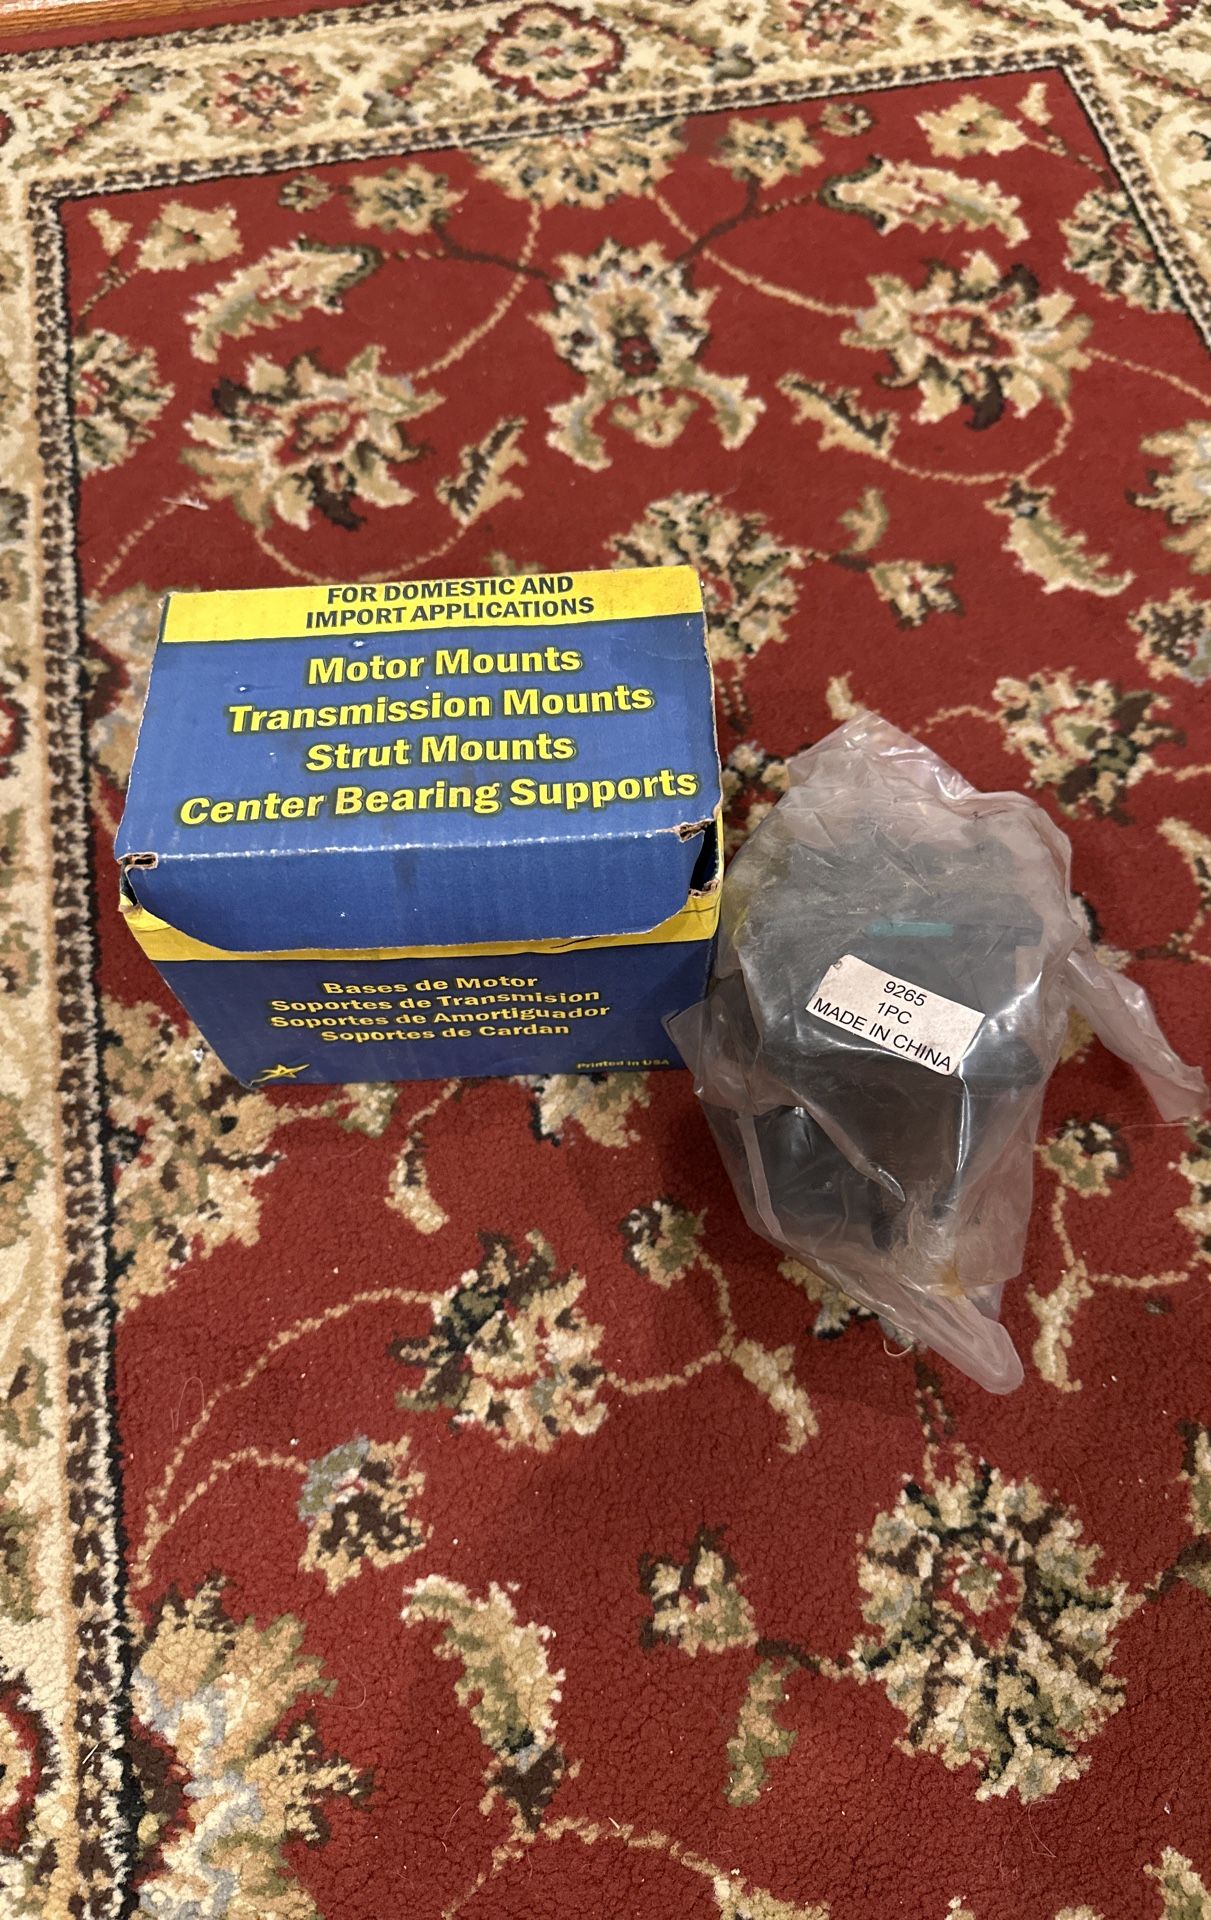 FOR DOMESTIC AND
IMPORT APPLICATIONS
Motor Mounts
Transmission Mounts
Strut Mounts
Center Bearing Supports
Bases de Motor
Soportes de Transmision
Soportes de Amortiguador
Soportes de Cardan
Printed in USA
9265
1PC
MADE IN CHINA